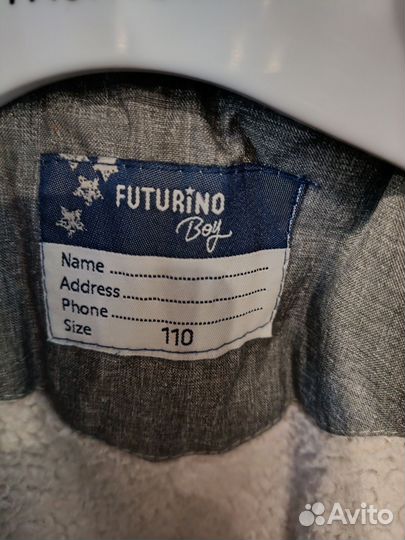 FUTURiNO
Boy
Name
Address
Phone
Size 110
Avito